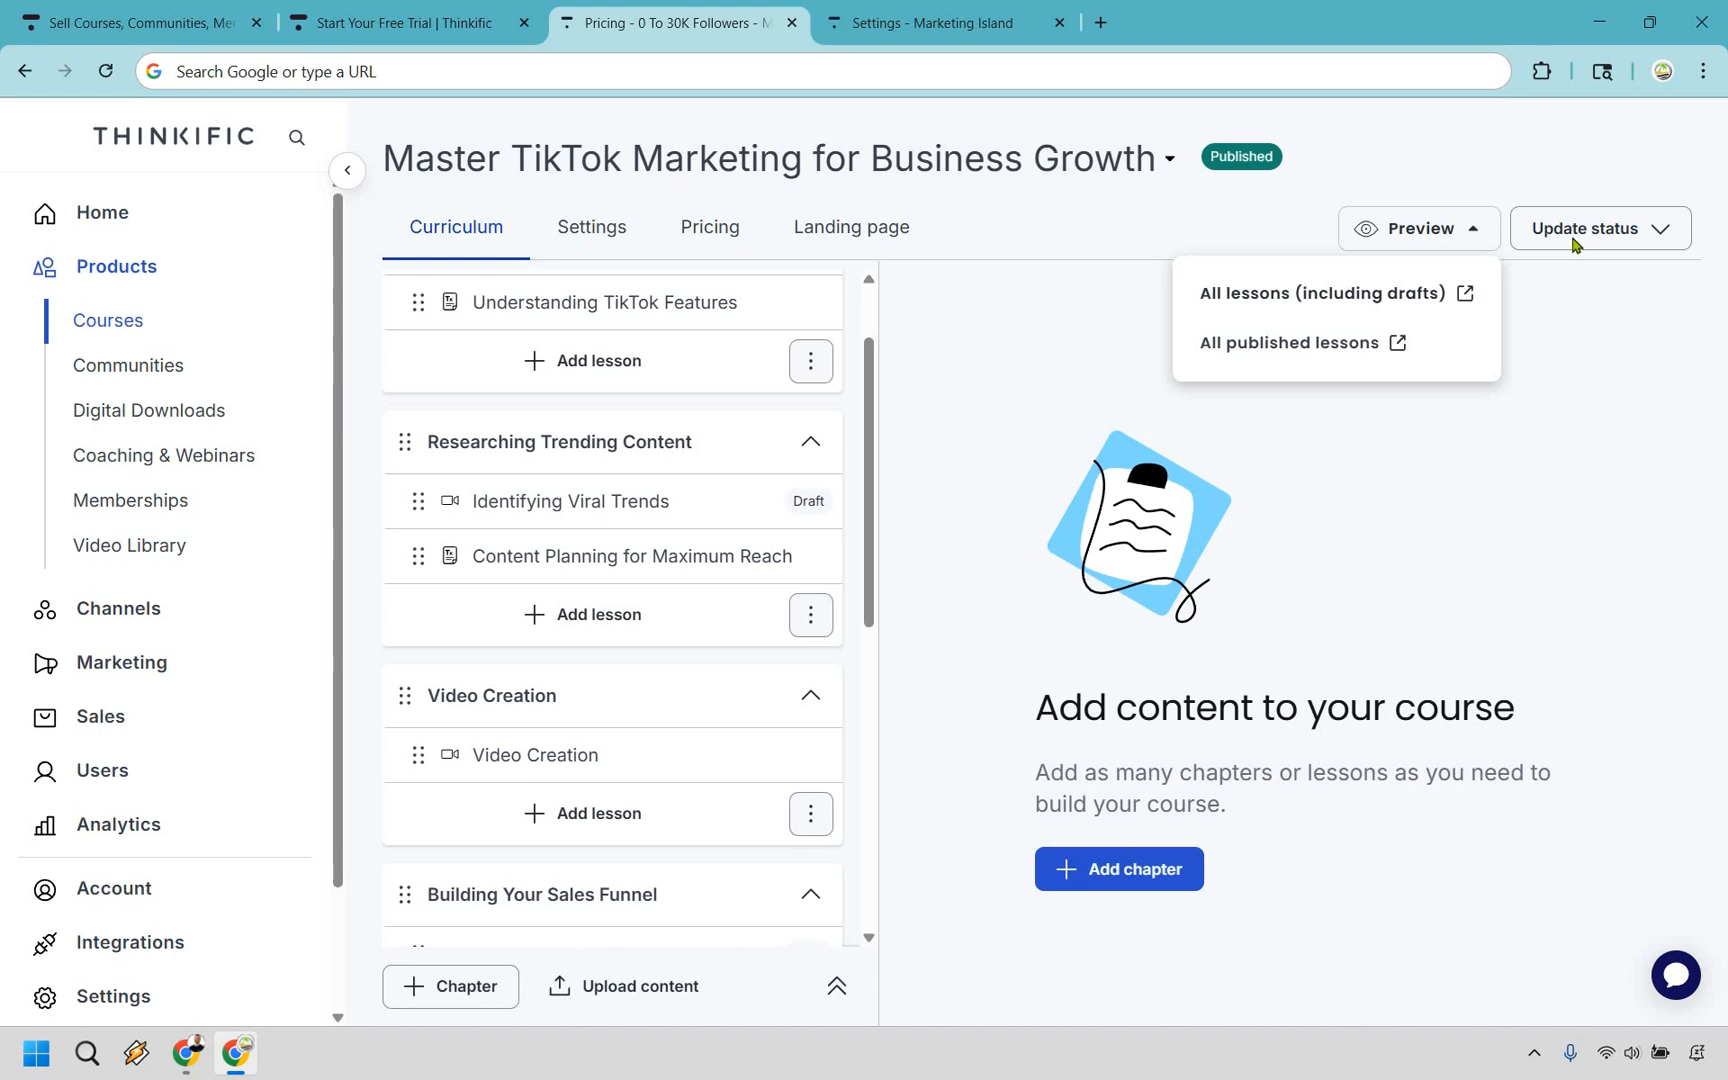 Sell Courses, Communities, Me
Start Your Free Trial | Thinkific
Pricing - 0 To 30K Followers - M
Settings - Marketing Island
Search Google or type a URL
THINKIFIC
Master TikTok Marketing for Business Growth
Published
Home
Products
Courses
Communities
Digital Downloads
Coaching & Webinars
Memberships
Video Library
Channels
Marketing
Sales
Users
Analytics
Account
Integrations
Settings
Curriculum
Settings
Pricing
Landing page
Preview
Update status
All lessons (including drafts)
All published lessons
Understanding TikTok Features
Add lesson
Researching Trending Content
Identifying Viral Trends
Draft
Content Planning for Maximum Reach
Add lesson
Video Creation
Video Creation
Add lesson
Building Your Sales Funnel
Chapter
Upload content
Add content to your course
Add as many chapters or lessons as you need to
build your course.
Add chapter